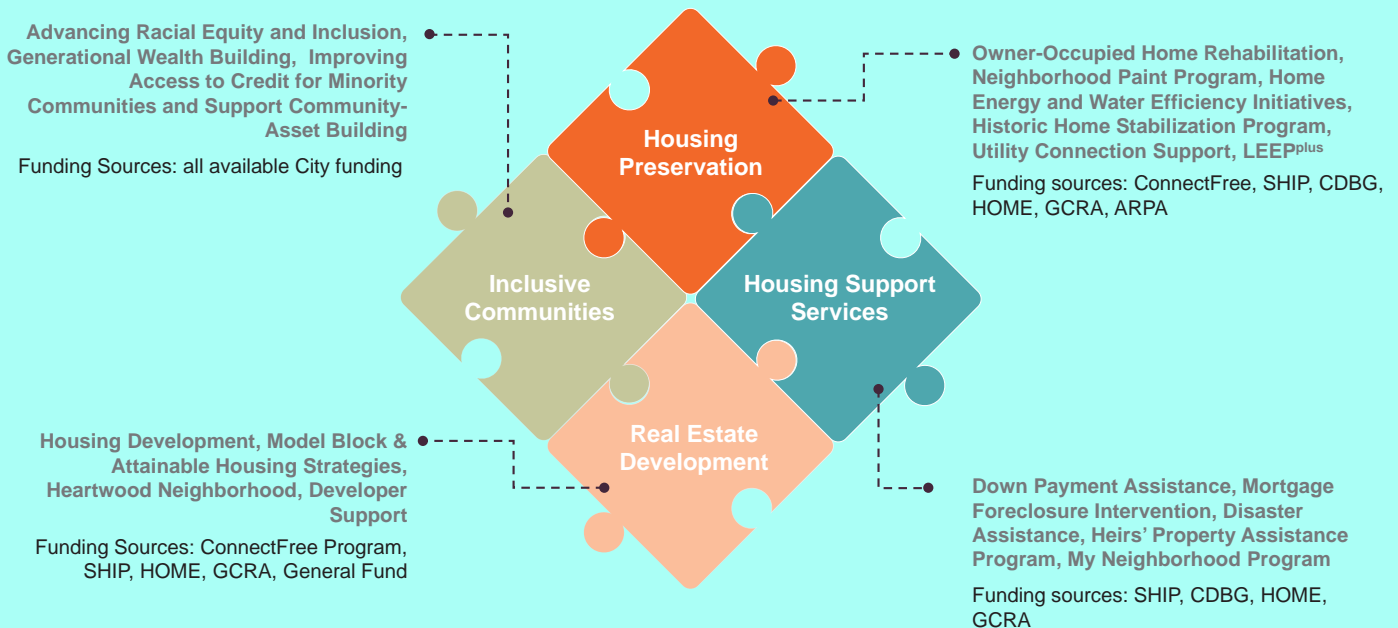 Advancing Racial Equity and Inclusion,
Generational Wealth Building, Improving
Access to Credit for Minority
Communities and Support Community-
Asset Building
Funding Sources: all available City funding
Housing
Preservation
Owner-Occupied Home Rehabilitation,
Neighborhood Paint Program, Home
Energy and Water Efficiency Initiatives,
Historic Home Stabilization Program,
Utility Connection Support, LEEPplus
Funding sources: ConnectFree, SHIP, CDBG,
HOME, GCRA, ARPA
Inclusive
Communities
Housing Support
Services
Housing Development, Model Block &
Attainable Housing Strategies,
Heartwood Neighborhood, Developer
Support
Funding Sources: ConnectFree Program,
SHIP, HOME, GCRA, General Fund
Real Estate
Development
Down Payment Assistance, Mortgage
Foreclosure Intervention, Disaster
Assistance, Heirs’ Property Assistance
Program, My Neighborhood Program
Funding sources: SHIP, CDBG, HOME,
GCRA